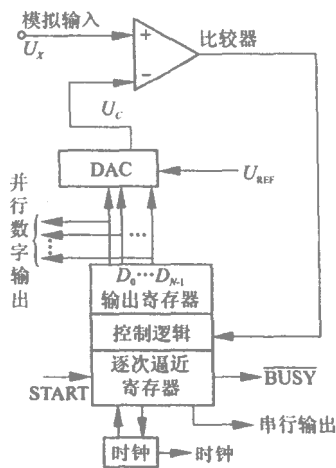 模拟输入
U_X
+
比较器
−
U_C
DAC
U_REF
并行数字输出
...
D_0…D_{N-1}
输出寄存器
控制逻辑
逐次逼近
寄存器
START
BUSY
串行输出
时钟
时钟